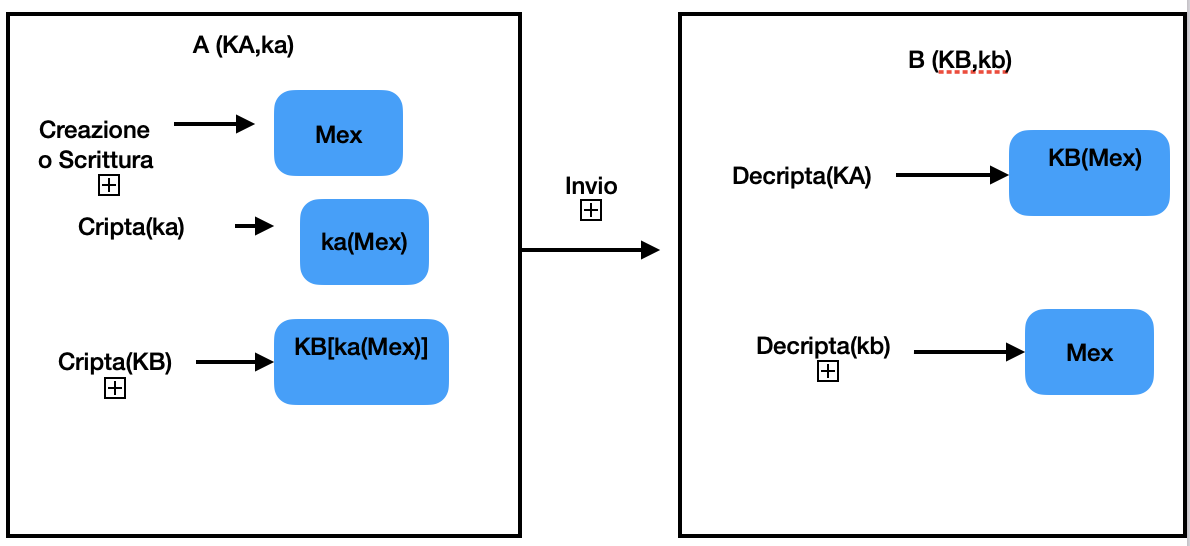 A (KA,ka)
Creazione
o Scrittura
Mex
Cripta(ka)
ka(Mex)
Cripta(KB)
KB[ka(Mex)]
Invio
B (KB,kb)
Decripta(KA)
KB(Mex)
Decripta(kb)
Mex